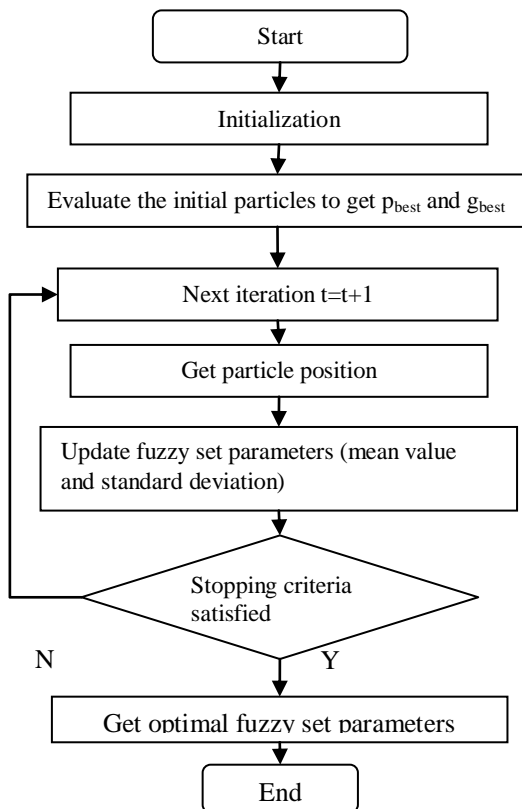 Start
Initialization
Evaluate the initial particles to get pbest and gbest
Next iteration t=t+1
Get particle position
Update fuzzy set parameters (mean value
and standard deviation)
Stopping criteria
satisfied
N Y
Get optimal fuzzy set parameters
End